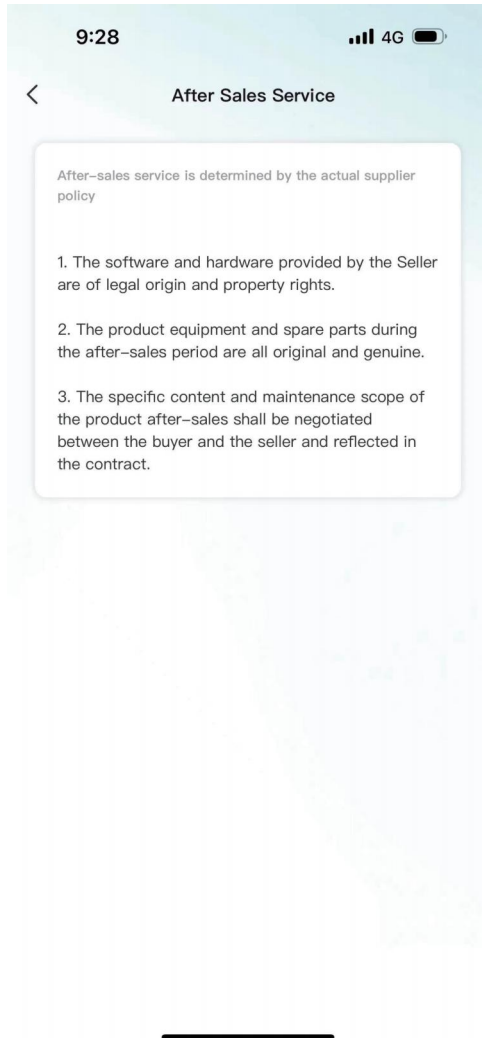 9:28
4G
After Sales Service
After-sales service is determined by the actual supplier
policy
1. The software and hardware provided by the Seller
are of legal origin and property rights.
2. The product equipment and spare parts during
the after-sales period are all original and genuine.
3. The specific content and maintenance scope of
the product after-sales shall be negotiated
between the buyer and the seller and reflected in
the contract.